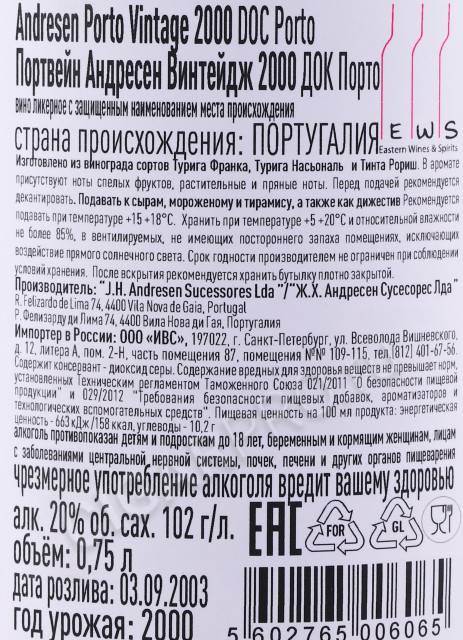 Andresen Porto Vintage 2000 DOC Porto
Портвейн Андресен Винтейдж 2000 ДОК Порто
вино ликерное с защищенным наименованием места происхождения
страна происхождения: ПОРТУГАЛИЯ
EWS
Eastern Wines & Spirits
Изготовлено из винограда сортов Турига Франка, Турига Насьональ и Тинта Рориш. В аромате
присутствуют ноты спелых фруктов, растительные и пряные ноты. Перед подачей рекомендуется
декантировать. Подавать к сырам, мороженому и тирамису, а также как дижестив Рекомендуется
подавать при температуре +15 +18°С. Хранить при температуре +5 +20°С и относительной влажности
не более 85%, в вентилируемых, не имеющих постороннего запаха помещениях, исключающих
воздействие прямого солнечного света. Срок годности производителем не ограничен при соблюдении
условий хранения. После вскрытия рекомендуется хранить бутылку плотно закрытой.
Производитель: "J.H. Andresen Sucessores Lda "/"Ж.Х. Андресен Сусесорес Лда"
R. Felizardo de Lima 74, 4400 Vila Nova de Gaia, Portugal
Р. Фелизарду ди Лима 74, 4400 Вила Нова ди Гая, Португалия
Импортер в России: ООО «ИВС», 197022, г. Санкт-Петербург, ул. Всеволода Вишневского,
д. 12, литера А, пом. 2-Н, часть помещения 87, помещения №№ 109-115, тел.(812) 401-67-56.
Содержит консервант - диоксид серы. Содержание вредных для здоровья веществ не превышает норм,
установленных Техническим регламентом Таможенного Союза 021/2011 "О безопасности пищевой
продукции" и 029/2012 "Требования безопасности пищевых добавок, ароматизаторов и
технологических вспомогательных средств". Пищевая ценность на 100 мл продукта: энергетическая
ценность - 663 кДж/158 ккал, углеводы - 10,2 г
алкоголь противопоказан детям и подросткам до 18 лет, беременным и кормящим женщинам, лицам
с заболеваниями центральной нервной системы, почек, печени и других органов пищеварения
чрезмерное употребление алкоголя вредит вашему здоровью
алк. 20% об. сах. 102 г/л.
объём: 0,75 л
EAC
FOR
GL
дата розлива: 03.09.2003
год урожая: 2000
5 602765 006065